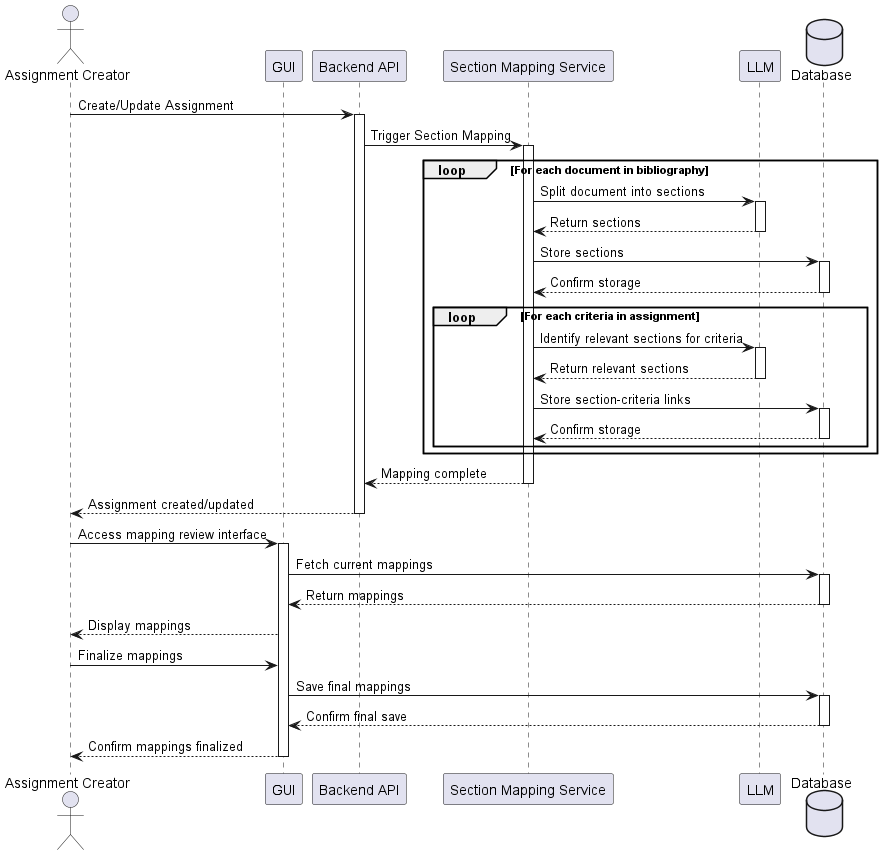 Assignment Creator
GUI
Backend API
Section Mapping Service
LLM
Database
Create/Update Assignment
Trigger Section Mapping
loop [For each document in bibliography]
Split document into sections
Return sections
Store sections
Confirm storage
loop [For each criteria in assignment]
Identify relevant sections for criteria
Return relevant sections
Store section-criteria links
Confirm storage
Mapping complete
Assignment created/updated
Access mapping review interface
Fetch current mappings
Return mappings
Display mappings
Finalize mappings
Save final mappings
Confirm final save
Confirm mappings finalized
Assignment Creator
GUI
Backend API
Section Mapping Service
LLM
Database